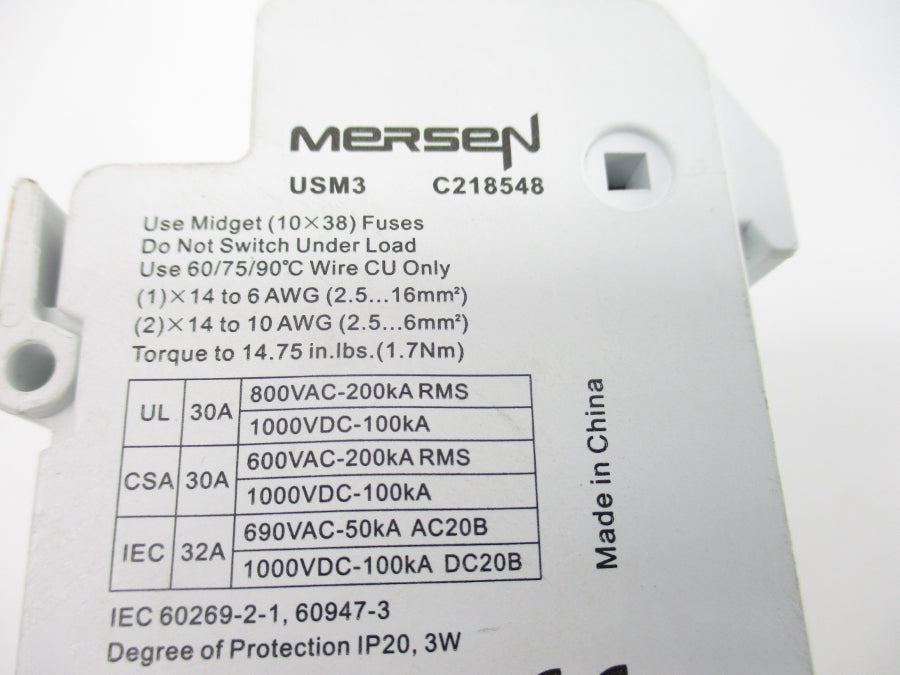 MERSEN
USM3 C218548
Use Midget (10×38) Fuses
Do Not Switch Under Load
Use 60/75/90℃ Wire CU Only
(1)×14 to 6 AWG (2.5...16mm²)
(2)×14 to 10 AWG (2.5...6mm²)
Torque to 14.75 in.lbs.(1.7Nm)
UL 30A 800VAC-200kA RMS
1000VDC-100kA
CSA 30A 600VAC-200kA RMS
1000VDC-100kA
IEC 32A 690VAC-50kA AC20B
1000VDC-100kA DC20B
Made in China
IEC 60269-2-1, 60947-3
Degree of Protection IP20, 3W